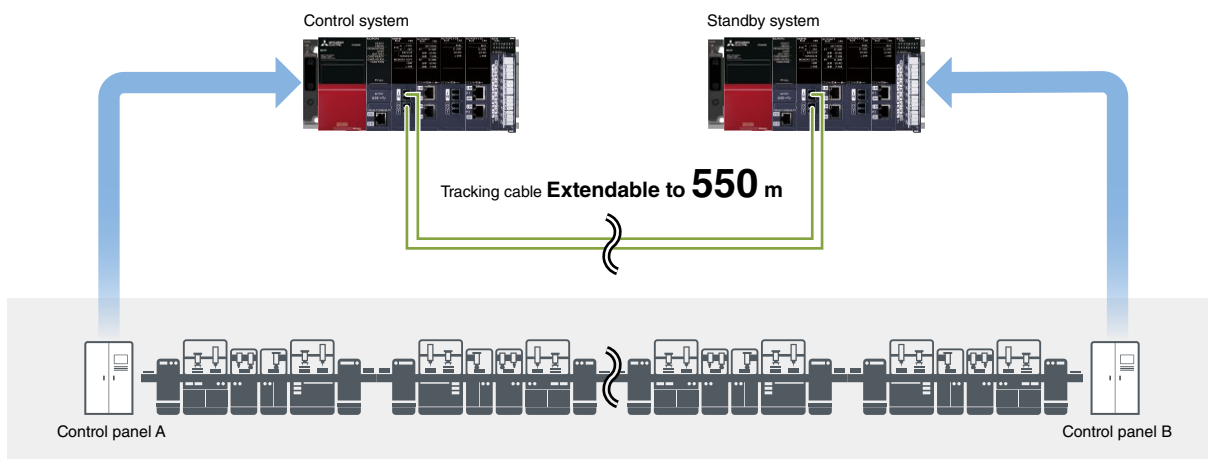 Control system
Standby system
Tracking cable Extendable to 550 m
Control panel A
Control panel B